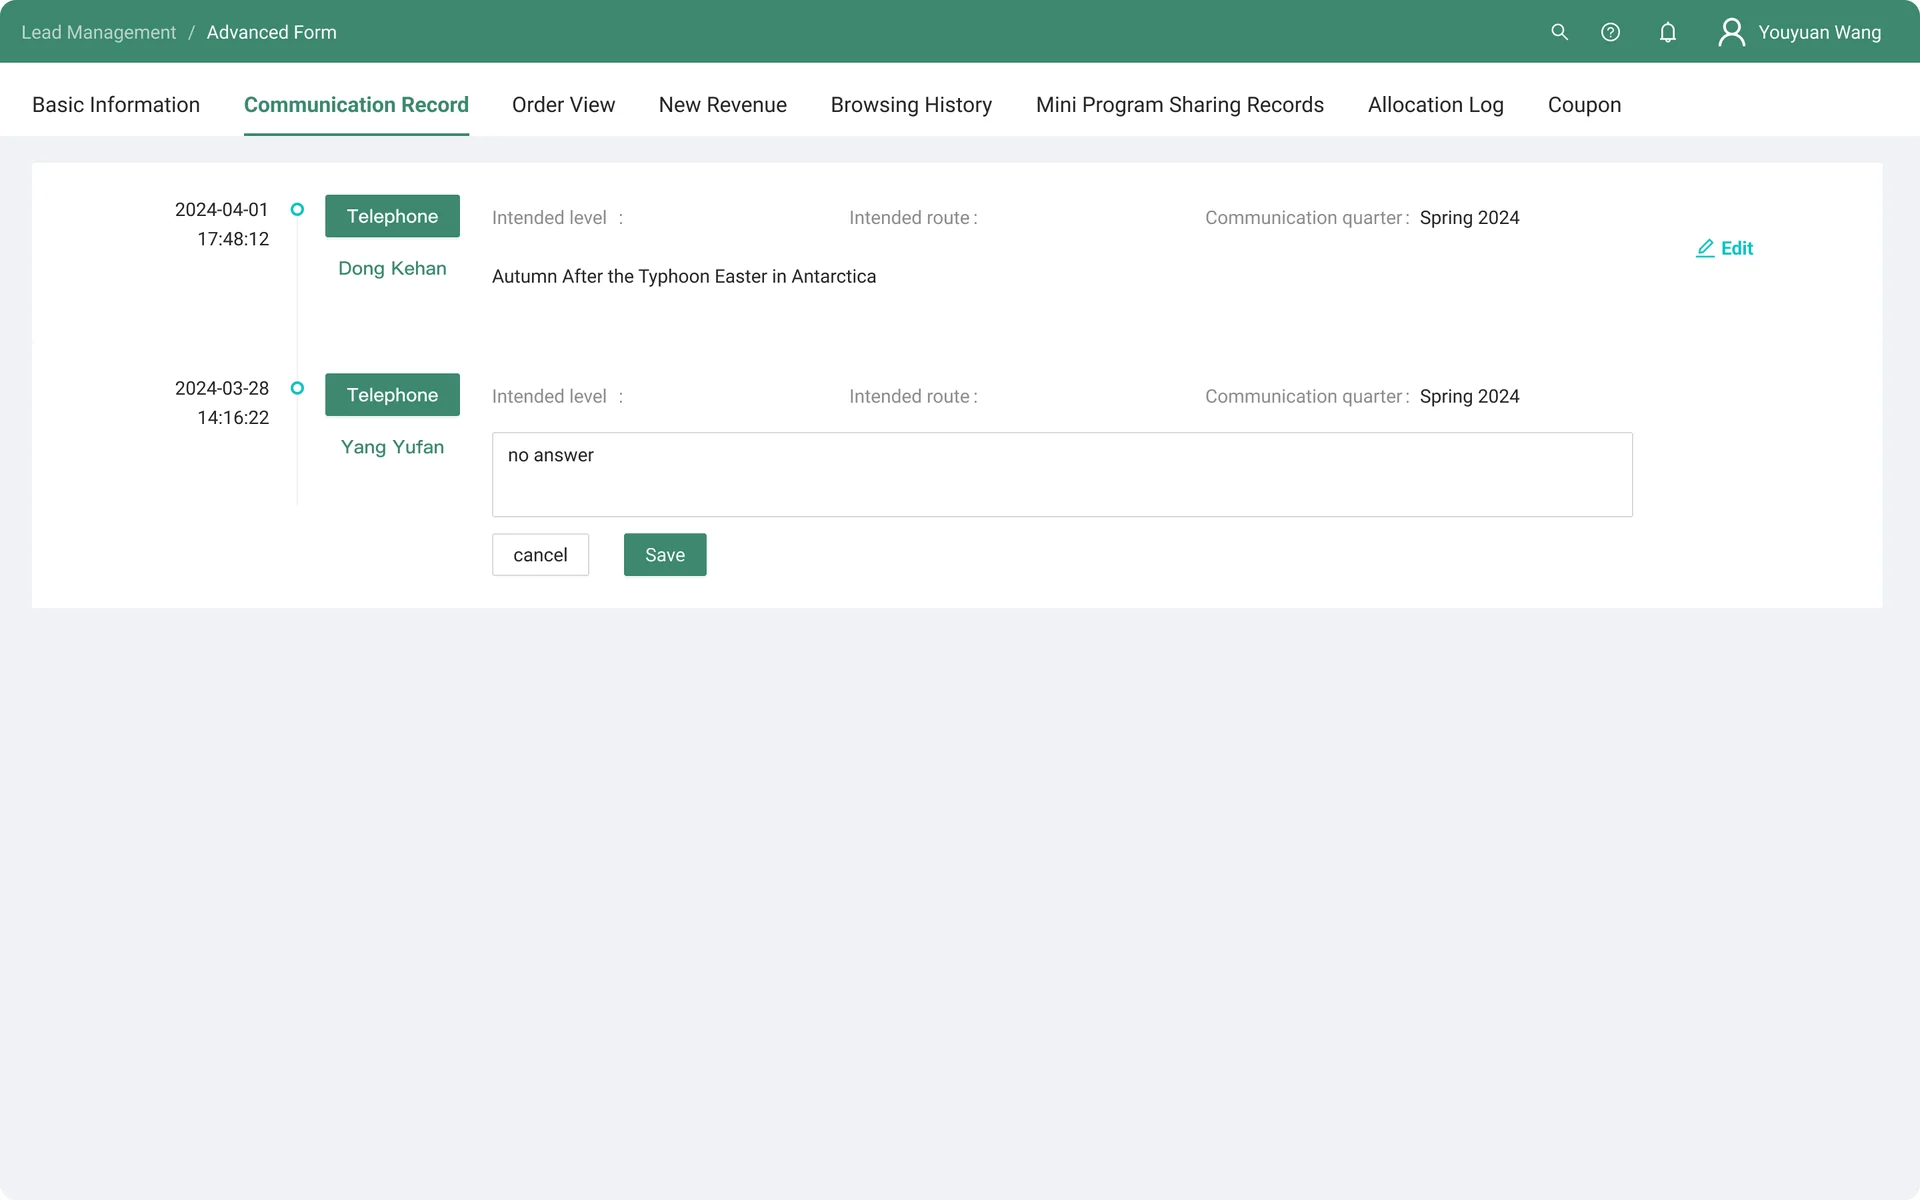 Lead Management / Advanced Form
Youyuan Wang
Basic Information Communication Record Order View New Revenue Browsing History Mini Program Sharing Records Allocation Log Coupon
2024-04-01
17:48:12
Telephone
Dong Kehan
Intended level : Intended route : Communication quarter : Spring 2024
Edit
Autumn After the Typhoon Easter in Antarctica
2024-03-28
14:16:22
Telephone
Yang Yufan
Intended level : Intended route : Communication quarter : Spring 2024
no answer
cancel Save